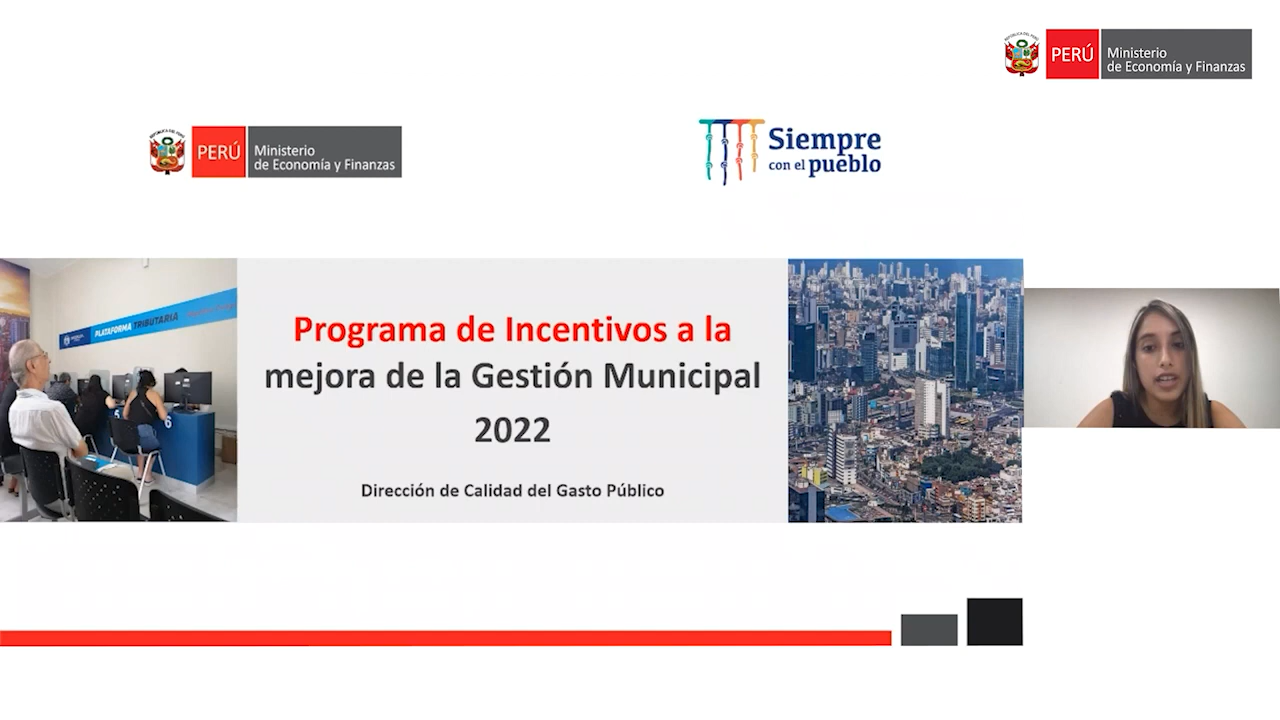 PERÚ
Ministerio
de Economía y Finanzas
PERÚ
Ministerio
de Economía y Finanzas
Siempre
con el pueblo
PLATAFORMA TRIBUTARIA
Programa de Incentivos a la
mejora de la Gestión Municipal
2022
Dirección de Calidad del Gasto Público